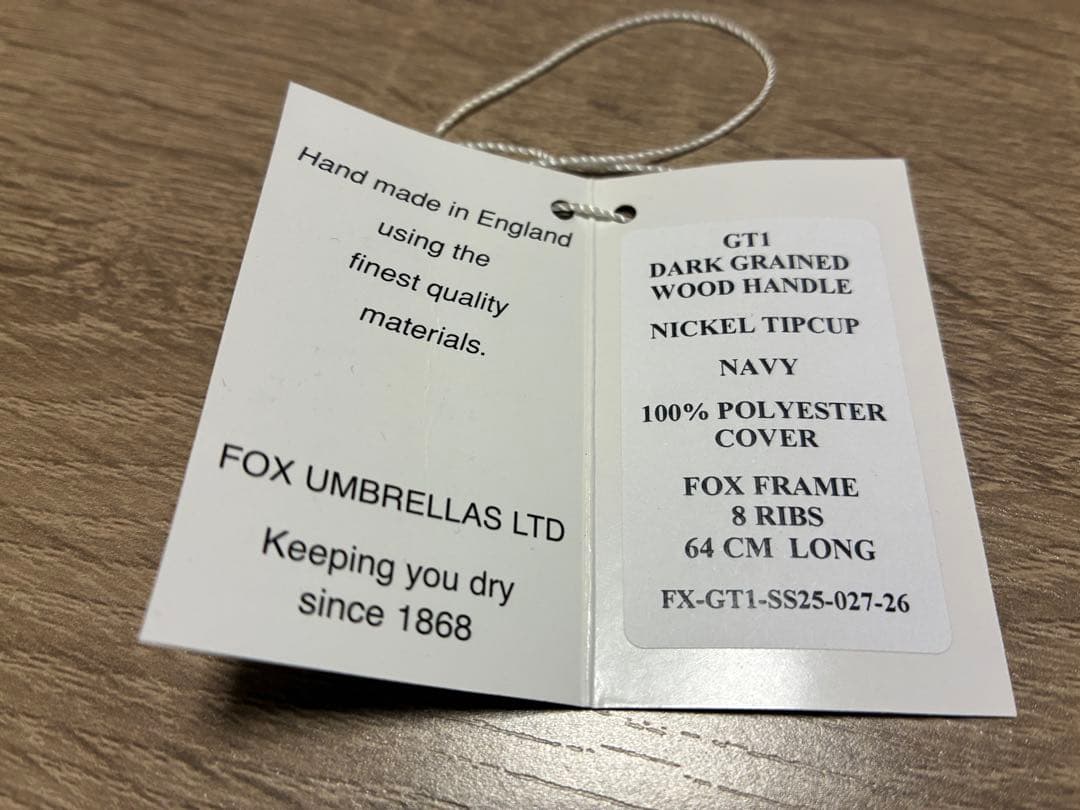 Hand made in England
using the
finest quality
materials.
FOX UMBRELLAS LTD
Keeping you dry
since 1868
GT1
DARK GRAINED
WOOD HANDLE
NICKEL TIPCUP
NAVY
100% POLYESTER
COVER
FOX FRAME
8 RIBS
64 CM LONG
FX-GT1-SS25-027-26